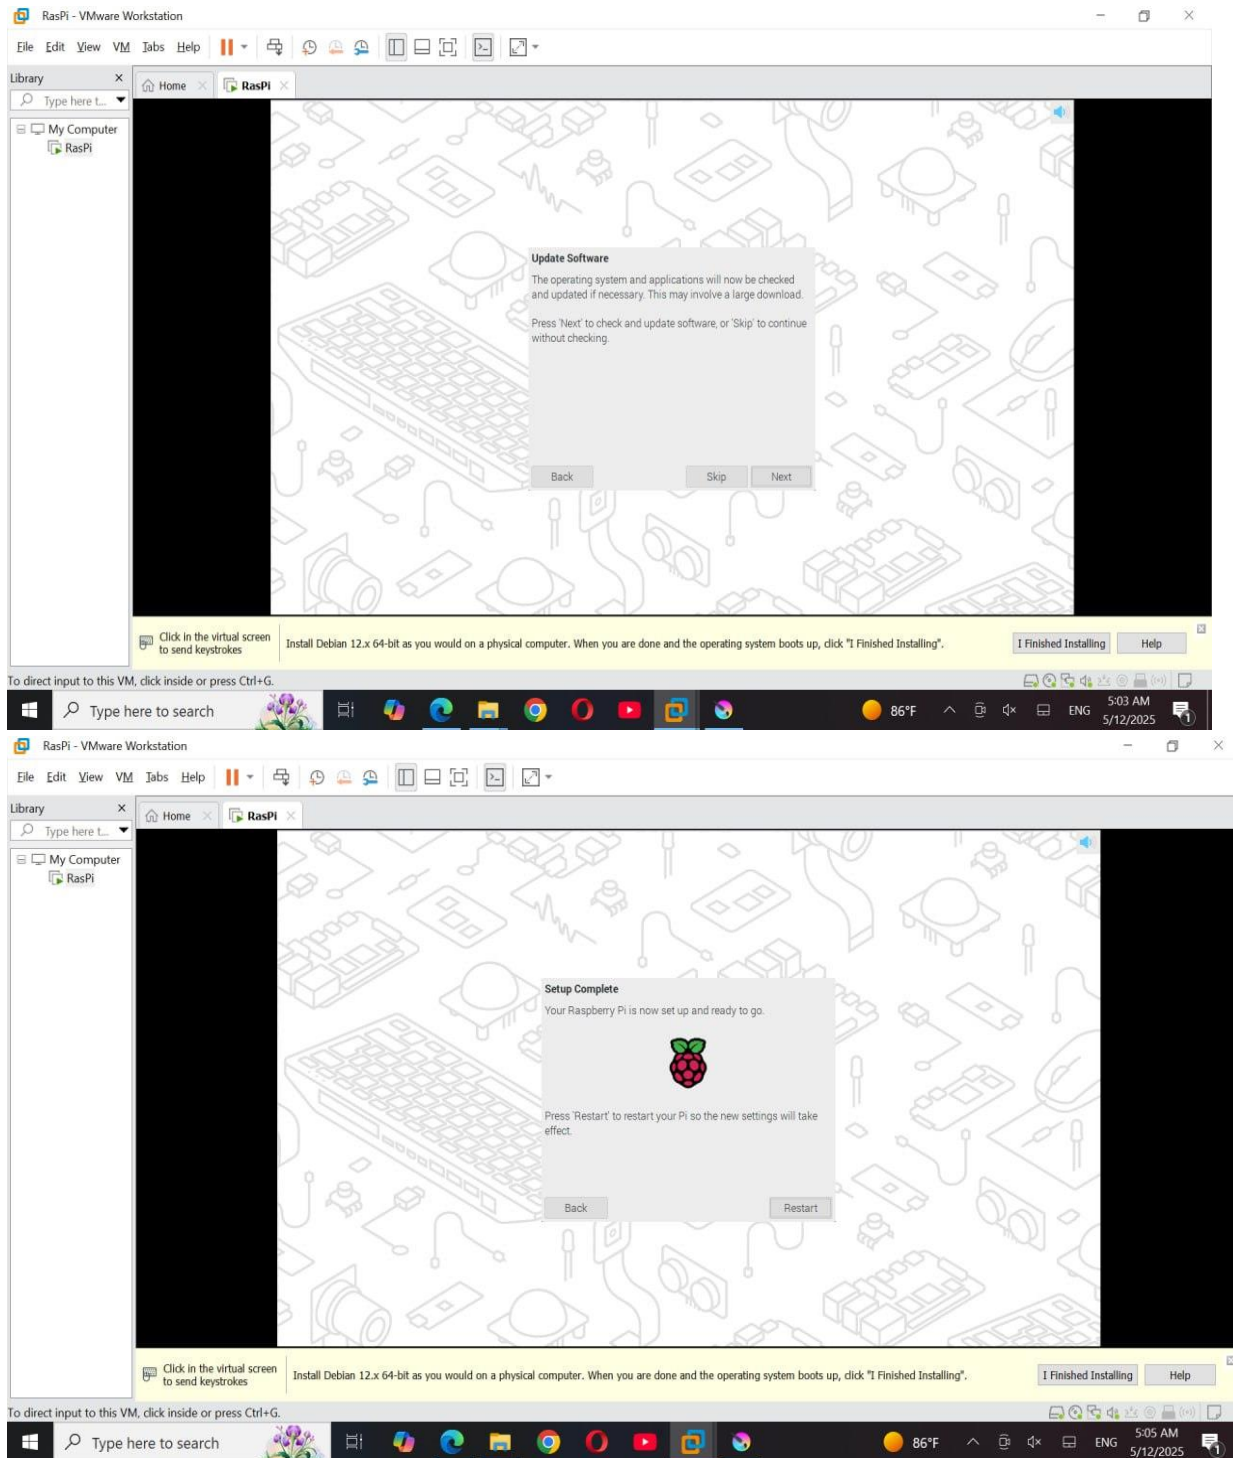 RasPi - VMware Workstation
File Edit View VM Tabs Help
Library
Home RasPi
Type here t...
My Computer
RasPi
Update Software
The operating system and applications will now be checked
and updated if necessary. This may involve a large download.
Press 'Next' to check and update software, or 'Skip' to continue
without checking.
Back Skip Next
Click in the virtual screen
to send keystrokes
Install Debian 12.x 64-bit as you would on a physical computer. When you are done and the operating system boots up, click "I Finished Installing".
I Finished Installing Help
To direct input to this VM, click inside or press Ctrl+G.
Type here to search
86°F ENG 5:03 AM
5/12/2025
1
RasPi - VMware Workstation
File Edit View VM Tabs Help
Library
Home RasPi
Type here t...
My Computer
RasPi
Setup Complete
Your Raspberry Pi is now set up and ready to go.
Press 'Restart' to restart your Pi so the new settings will take
effect.
Back Restart
Click in the virtual screen
to send keystrokes
Install Debian 12.x 64-bit as you would on a physical computer. When you are done and the operating system boots up, click "I Finished Installing".
I Finished Installing Help
To direct input to this VM, click inside or press Ctrl+G.
Type here to search
86°F ENG 5:05 AM
5/12/2025
1